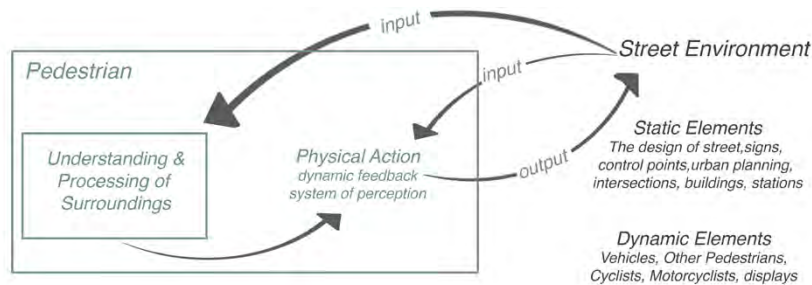 input
Pedestrian
Street Environment
input
Understanding &
Processing of
Surroundings
Physical Action
dynamic feedback
system of perception
output
Static Elements
The design of street,signs,
control points,urban planning,
intersections, buildings, stations
Dynamic Elements
Vehicles, Other Pedestrians,
Cyclists, Motorcyclists, displays